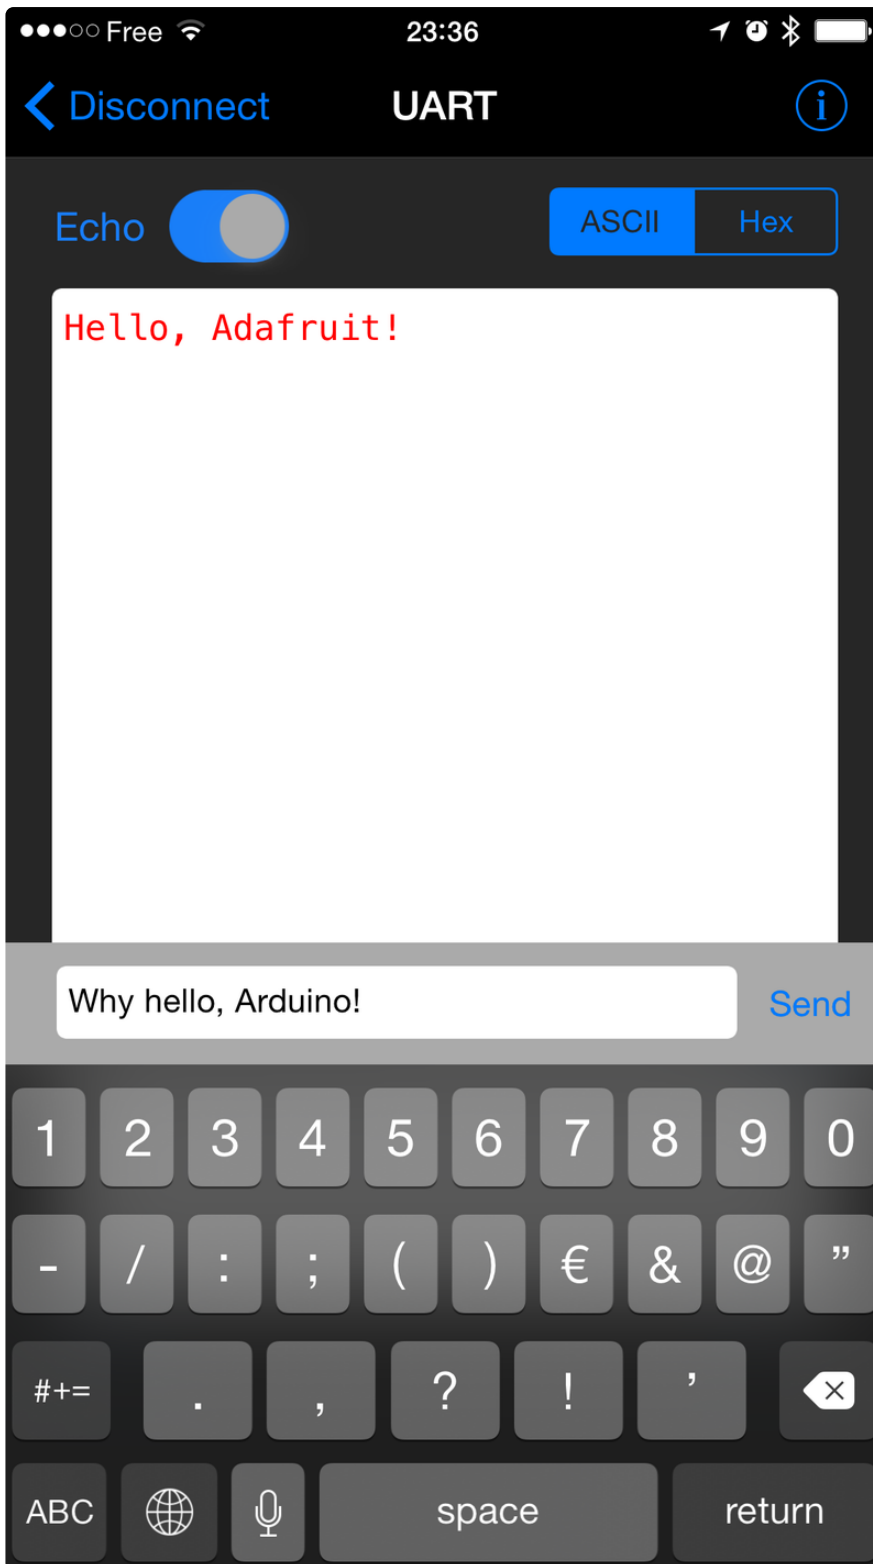 Free 23:36
Disconnect UART i
Echo ASCII Hex
Hello, Adafruit!
Why hello, Arduino! Send
1 2 3 4 5 6 7 8 9 0
- / : ; ( ) € & @ ”
#+= . , ? ! ’
ABC space return